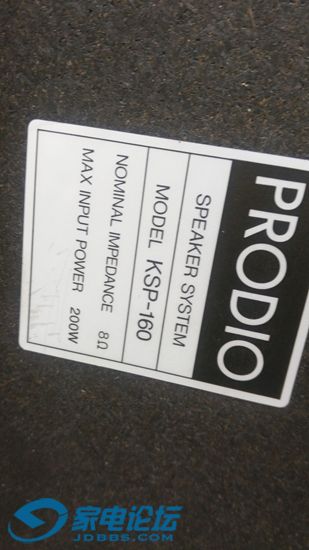 PRODIO
SPEAKER SYSTEM
MODEL KSP-160
NOMINAL IMPEDANCE 8Ω
MAX INPUT POWER 200W
家电论坛
JDBBS.COM